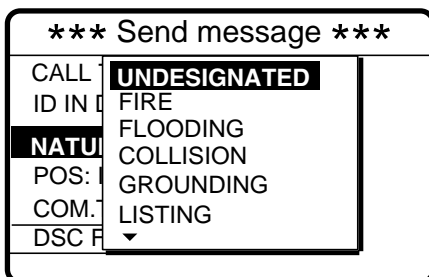 *** Send message ***
CALL
ID IN
NATU
POS:
COM.
DSC
UNDESIGNATED
FIRE
FLOODING
COLLISION
GROUNDING
LISTING